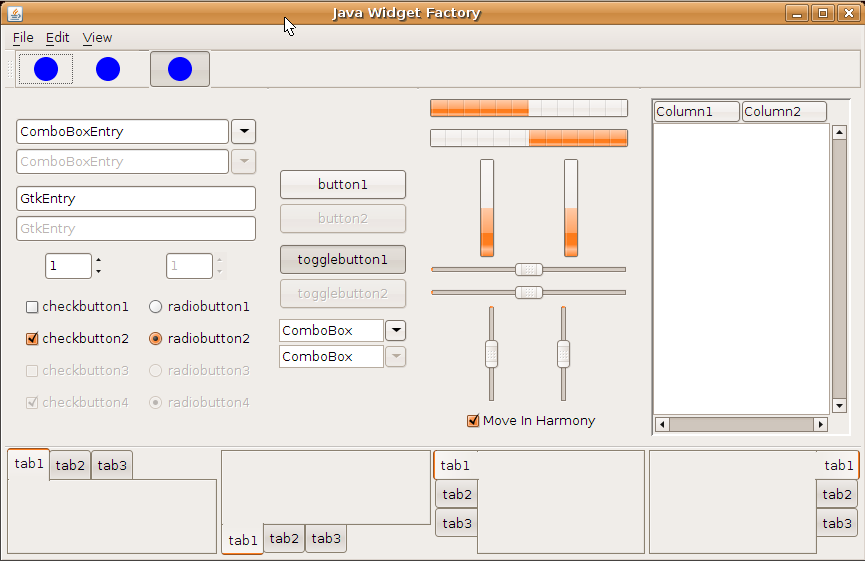 Java Widget Factory
File Edit View
ComboBoxEntry
ComboBoxEntry
GtkEntry
GtkEntry
1 1
checkbutton1 radiobutton1
checkbutton2 radiobutton2
checkbutton3 radiobutton3
checkbutton4 radiobutton4
button1
button2
togglebutton1
togglebutton2
ComboBox
ComboBox
Move In Harmony
Column1 Column2
tab1 tab2 tab3
tab1 tab2 tab3
tab1
tab2
tab3
tab1
tab2
tab3